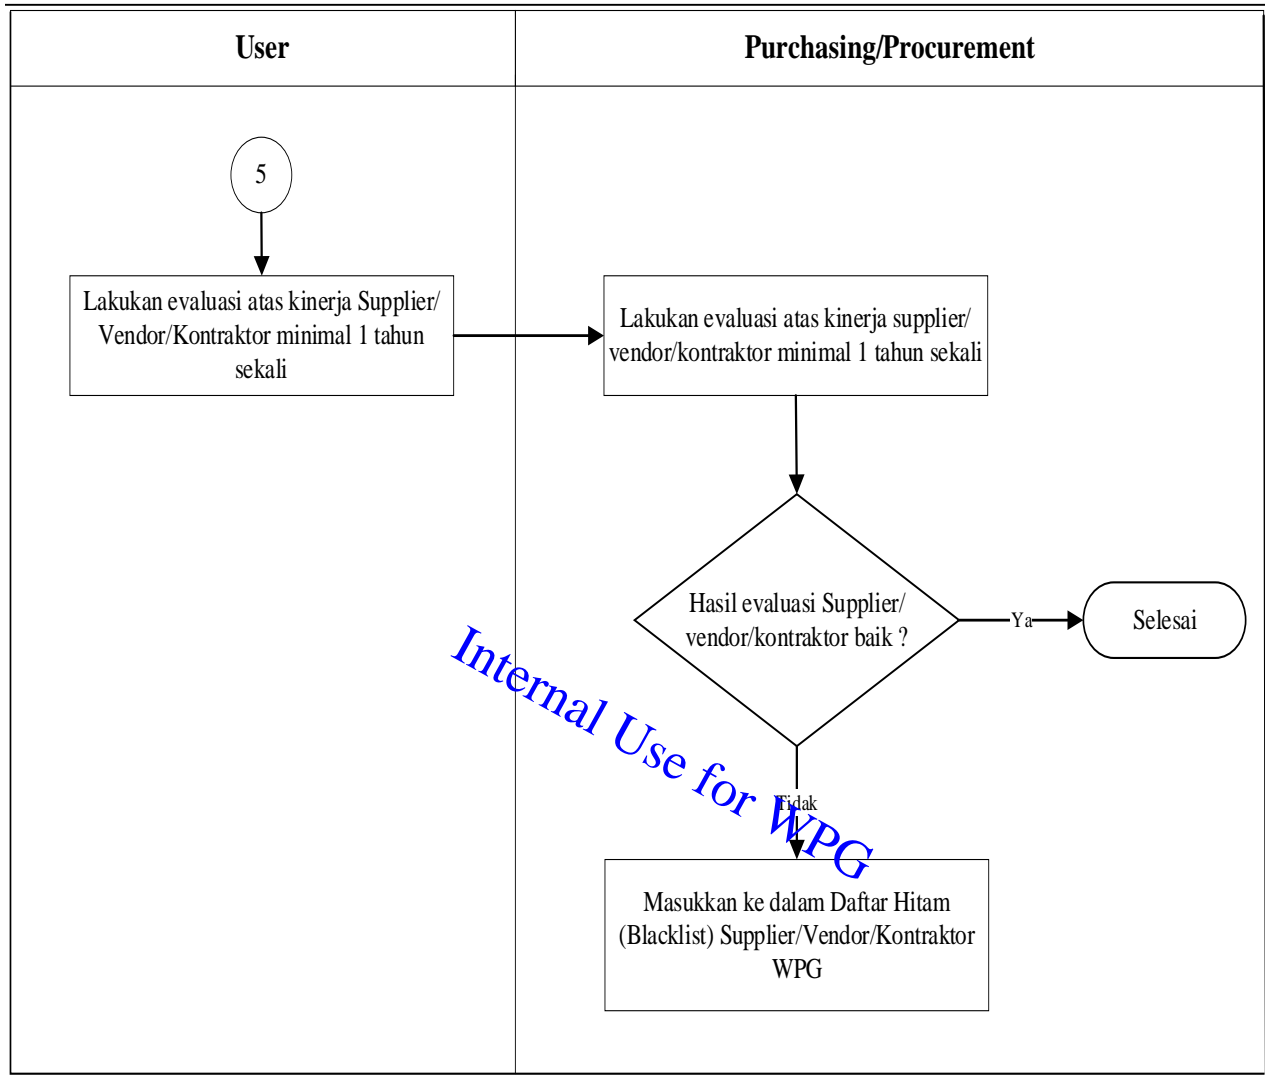 User
Purchasing/Procurement
5
Lakukan evaluasi atas kinerja Supplier/
Vendor/Kontraktor minimal 1 tahun
sekali
Lakukan evaluasi atas kinerja supplier/
vendor/kontraktor minimal 1 tahun sekali
Hasil evaluasi Supplier/
vendor/kontraktor baik ?
Ya
Selesai
Tidak
Masukkan ke dalam Daftar Hitam
(Blacklist) Supplier/Vendor/Kontraktor
WPG
Internal Use for WPG